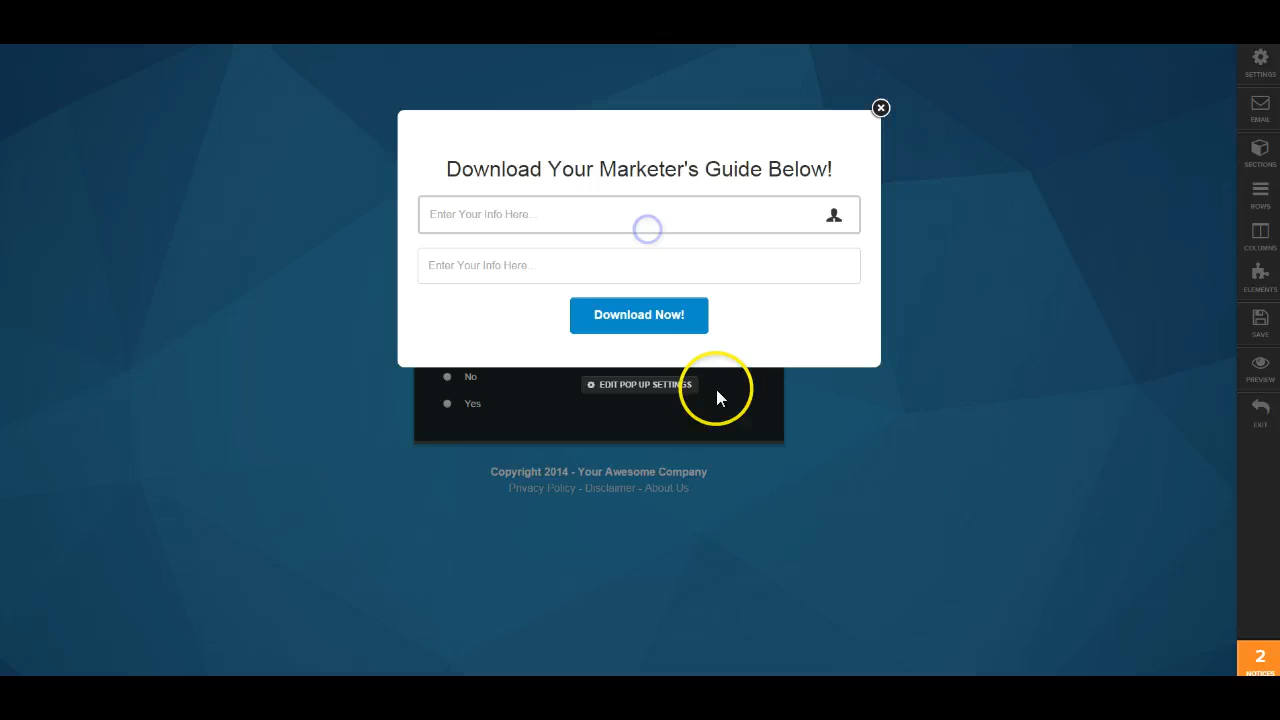 Download Your Marketer's Guide Below!
Enter Your Info Here...
Enter Your Info Here...
Download Now!
No
EDIT POP UP SETTINGS
Yes
Copyright 2014 - Your Awesome Company
Privacy Policy - Disclaimer - About Us
SETTINGS
EMAIL
SECTIONS
ROWS
COLUMNS
ELEMENTS
SAVE
PREVIEW
EXIT
2
NOTICES